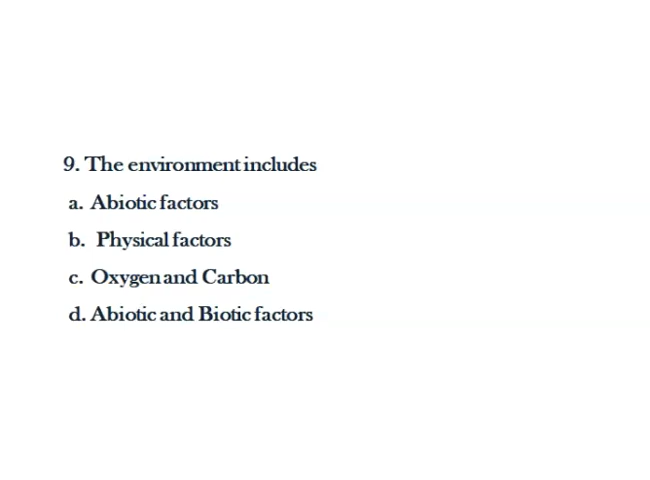 9. The environment includes
a. Abiotic factors
b. Physical factors
c. Oxygen and Carbon
d. Abiotic and Biotic factors